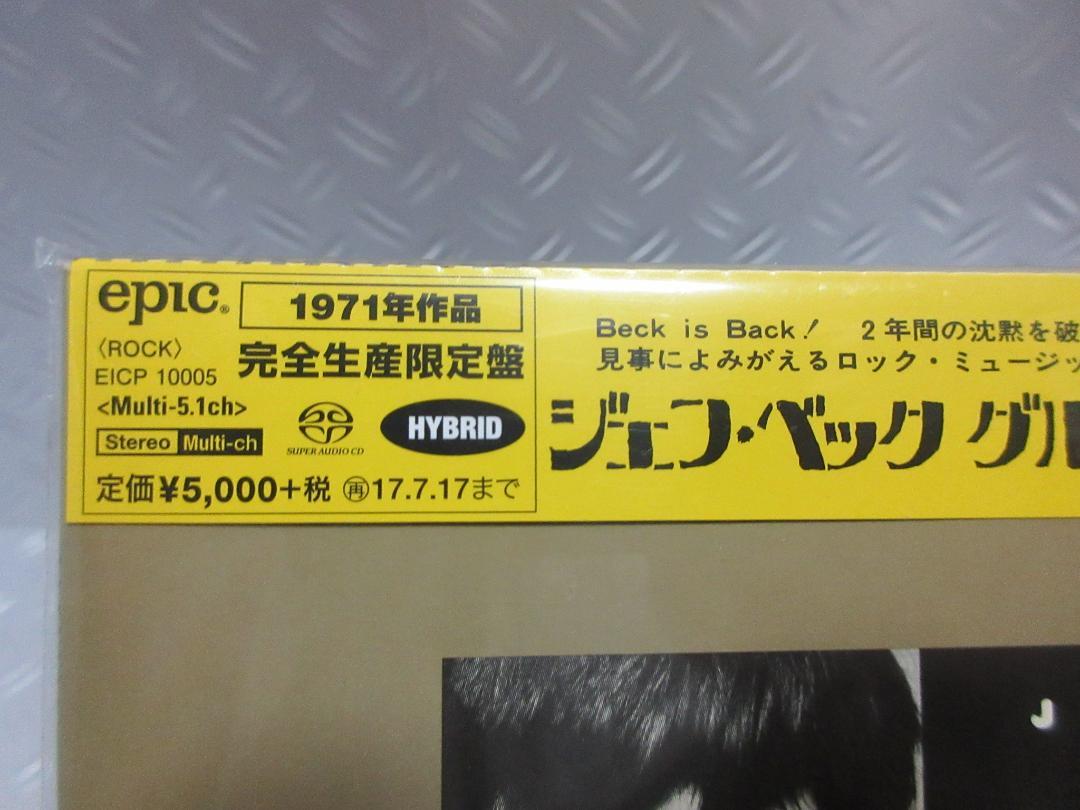 epic®
1971年作品
〈ROCK〉
EICP 10005
完全生産限定盤
<Multi-5.1ch>
Stereo Multi-ch
SUPER AUDIO CD
HYBRID
定価¥5,000+税 ㊢17.7.17まで
Beck is Back! 2年間の沈黙を破
見事によみがえるロック・ミュージッ
ジェフ・ベック グル
J